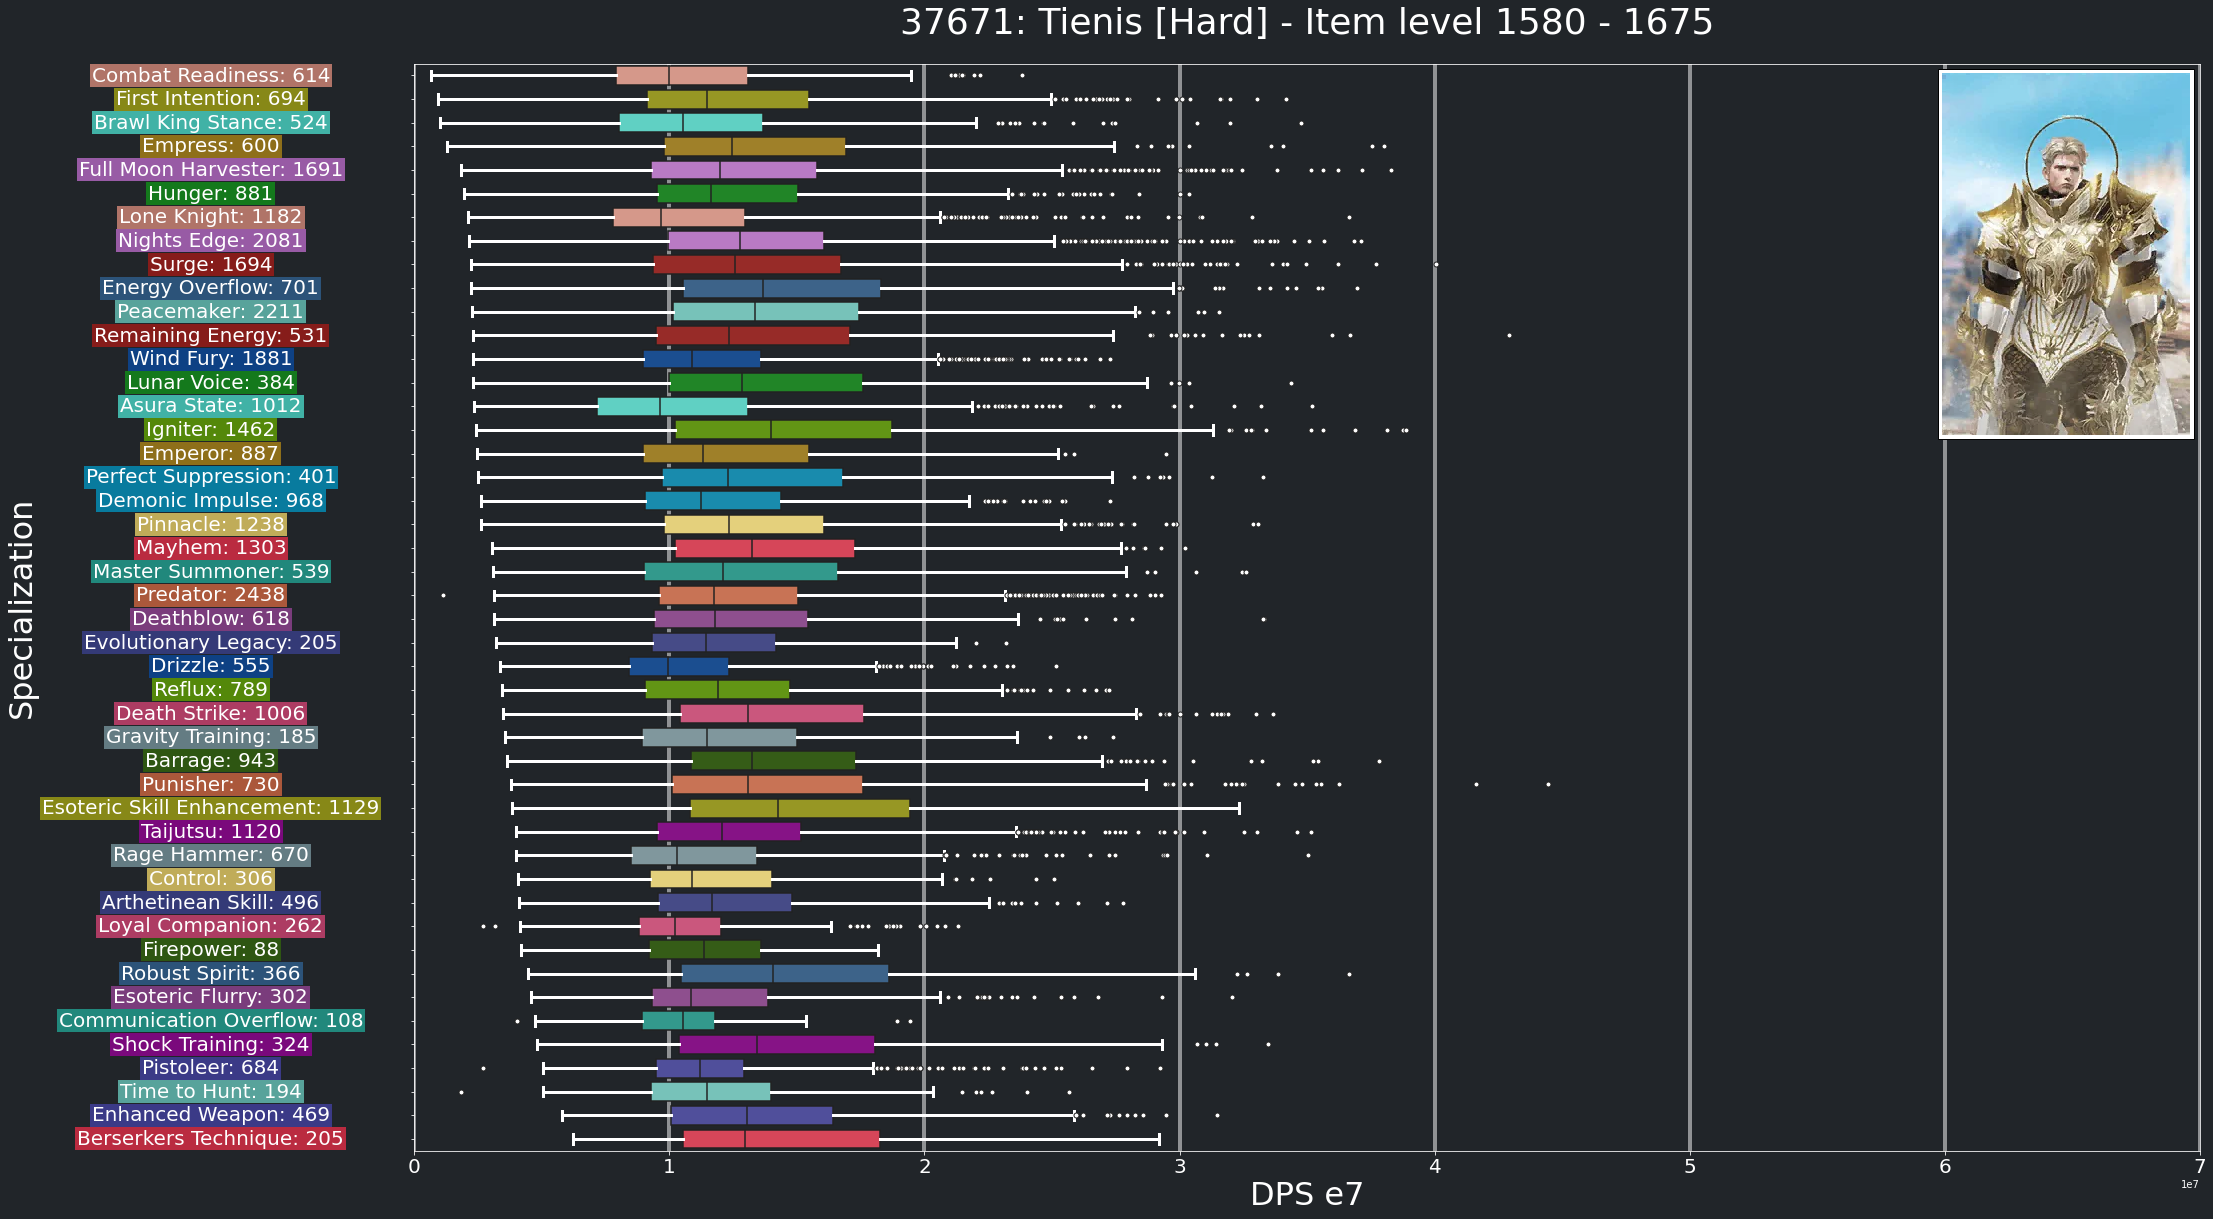 37671: Tienis [Hard] - Item level 1580 - 1675
Specialization
Combat Readiness: 614
First Intention: 694
Brawl King Stance: 524
Empress: 600
Full Moon Harvester: 1691
Hunger: 881
Lone Knight: 1182
Nights Edge: 2081
Surge: 1694
Energy Overflow: 701
Peacemaker: 2211
Remaining Energy: 531
Wind Fury: 1881
Lunar Voice: 384
Asura State: 1012
Igniter: 1462
Emperor: 887
Perfect Suppression: 401
Demonic Impulse: 968
Pinnacle: 1238
Mayhem: 1303
Master Summoner: 539
Predator: 2438
Deathblow: 618
Evolutionary Legacy: 205
Drizzle: 555
Reflux: 789
Death Strike: 1006
Gravity Training: 185
Barrage: 943
Punisher: 730
Esoteric Skill Enhancement: 1129
Taijutsu: 1120
Rage Hammer: 670
Control: 306
Arthetinean Skill: 496
Loyal Companion: 262
Firepower: 88
Robust Spirit: 366
Esoteric Flurry: 302
Communication Overflow: 108
Shock Training: 324
Pistoleer: 684
Time to Hunt: 194
Enhanced Weapon: 469
Berserkers Technique: 205
0 1 2 3 4 5 6 7
1e7
DPS e7